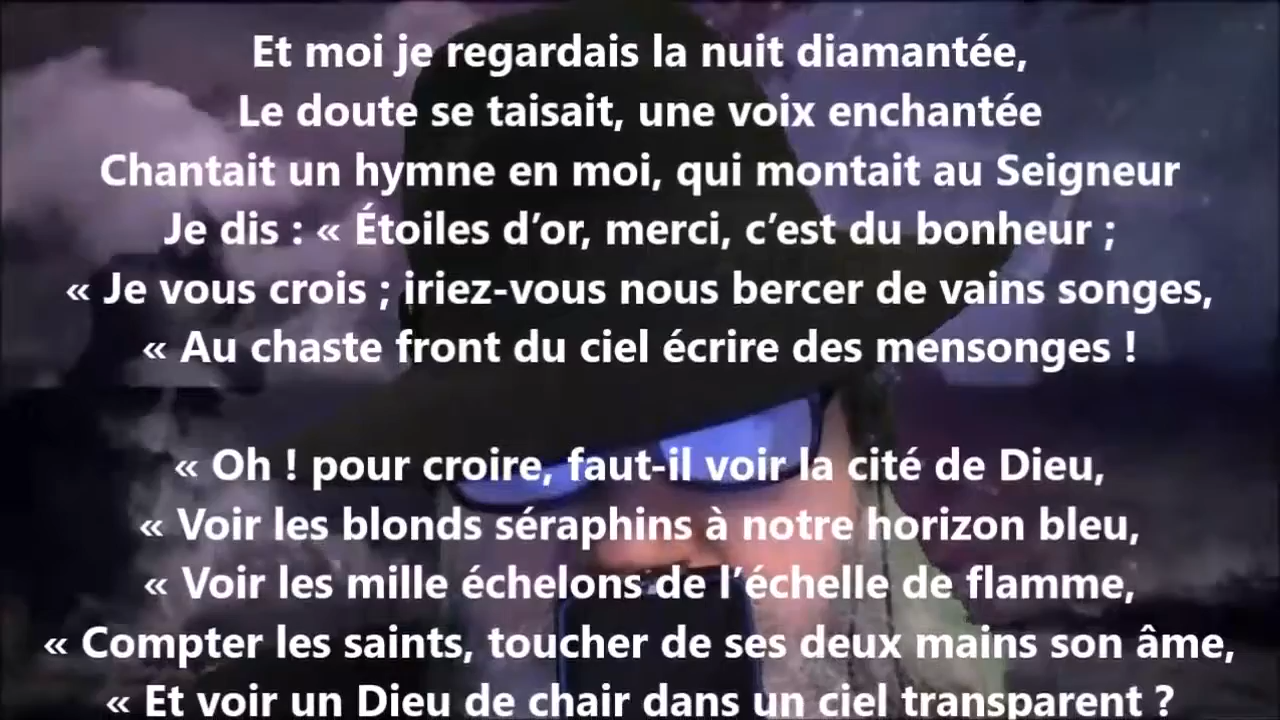 Et moi je regardais la nuit diamantée,
Le doute se taisait, une voix enchantée
Chantait un hymne en moi, qui montait au Seigneur
Je dis : « Étoiles d’or, merci, c’est du bonheur ;
« Je vous crois ; iriez-vous nous bercer de vains songes,
« Au chaste front du ciel écrire des mensonges !
« Oh ! pour croire, faut-il voir la cité de Dieu,
« Voir les blonds séraphins à notre horizon bleu,
« Voir les mille échelons de l’échelle de flamme,
« Compter les saints, toucher de ses deux mains son âme,
« Et voir un Dieu de chair dans un ciel transparent ?